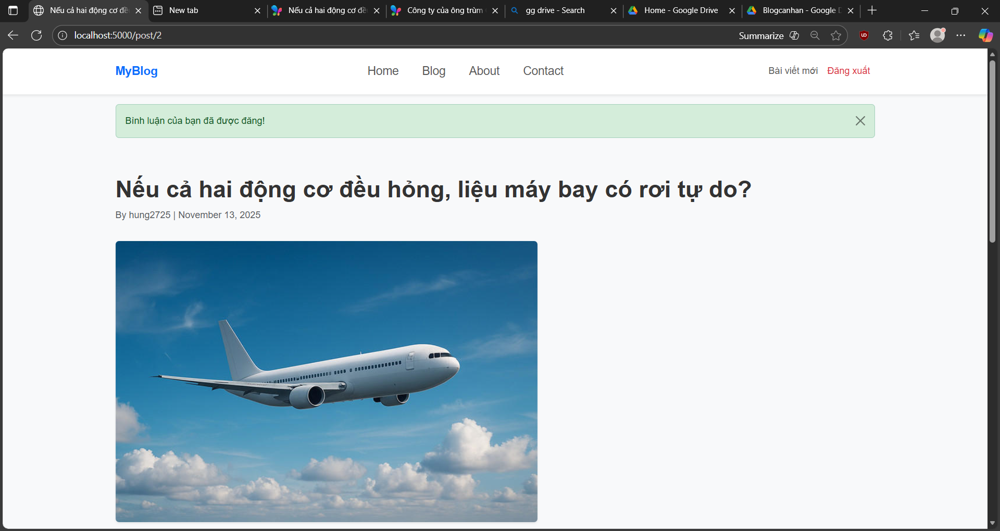 Nếu cả hai động cơ đề
New tab
Nếu cả hai động cơ đề
Công ty của ông trùm
gg drive - Search
Home - Google Drive
Blogcanhan - Google D
localhost:5000/post/2
Summarize
MyBlog
Home
Blog
About
Contact
Bài viết mới
Đăng xuất
Bình luận của bạn đã được đăng!
Nếu cả hai động cơ đều hỏng, liệu máy bay có rơi tự do?
By hung2725 | November 13, 2025